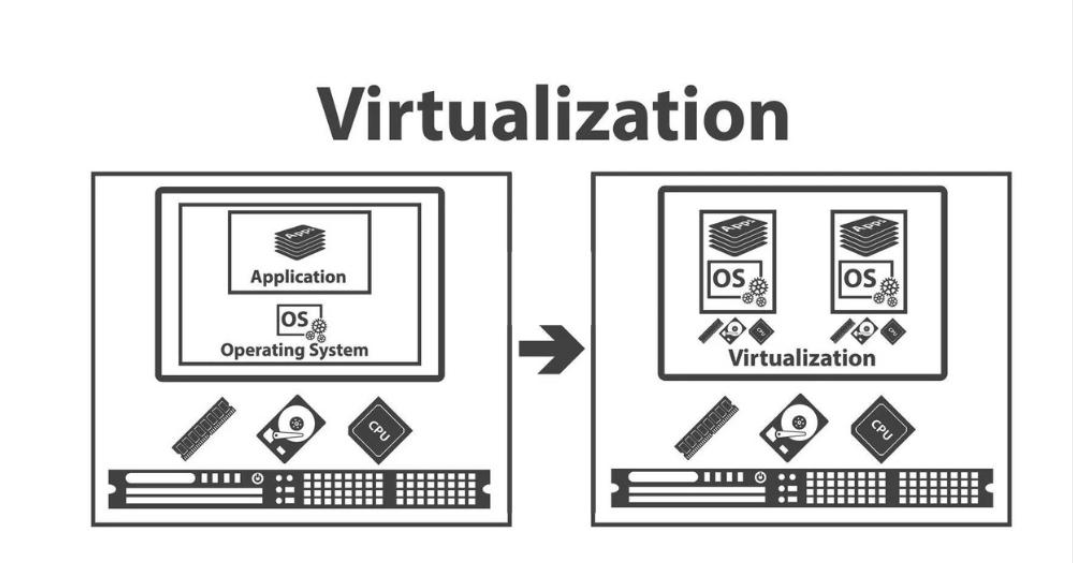 Virtualization
Apps
Application
OS
Operating System
CPU
Apps
OS
CPU
Apps
OS
CPU
Virtualization
CPU